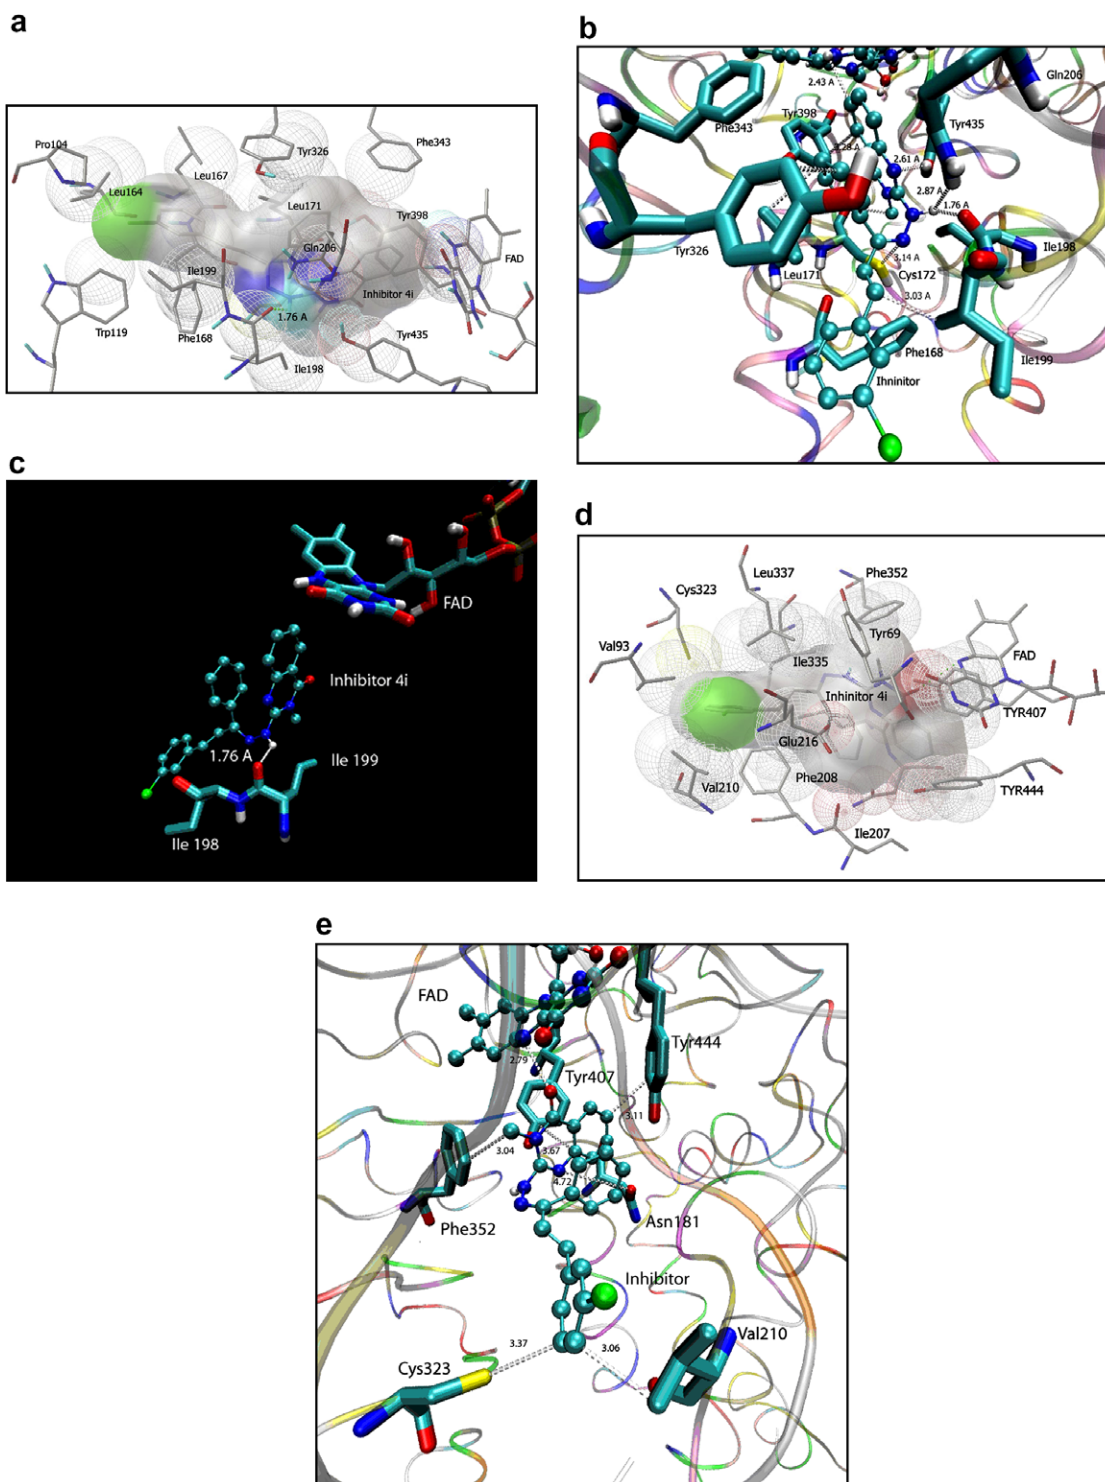 a
Pro104
Leu164
Leu167
Tyr326
Phe343
Leu171
Tyr398
Gln206
FAD
Ile199
Inhibitor 4i
1.76 A
Trp119
Phe168
Ile198
Tyr435
b
2.43 A
Gln206
Phe343
Tyr398
Tyr435
3.28 A
2.61 A
2.87 A
1.76 A
Tyr326
Ile198
3.14 A
Leu171
Cys172
3.03 A
Phe168
Ile199
Ihninitor
c
FAD
Inhibitor 4i
1.76 A
Ile 199
Ile 198
d
Cys323
Leu337
Phe352
Val93
Tyr69
Ile335
FAD
Inhinitor 4i
TYR407
Glu216
Val210
Phe208
TYR444
Ile207
e
FAD
2.79
Tyr444
Tyr407
3.11
3.04
3.67
4.72
Phe352
Asn181
Inhibitor
Val210
3.37
3.06
Cys323